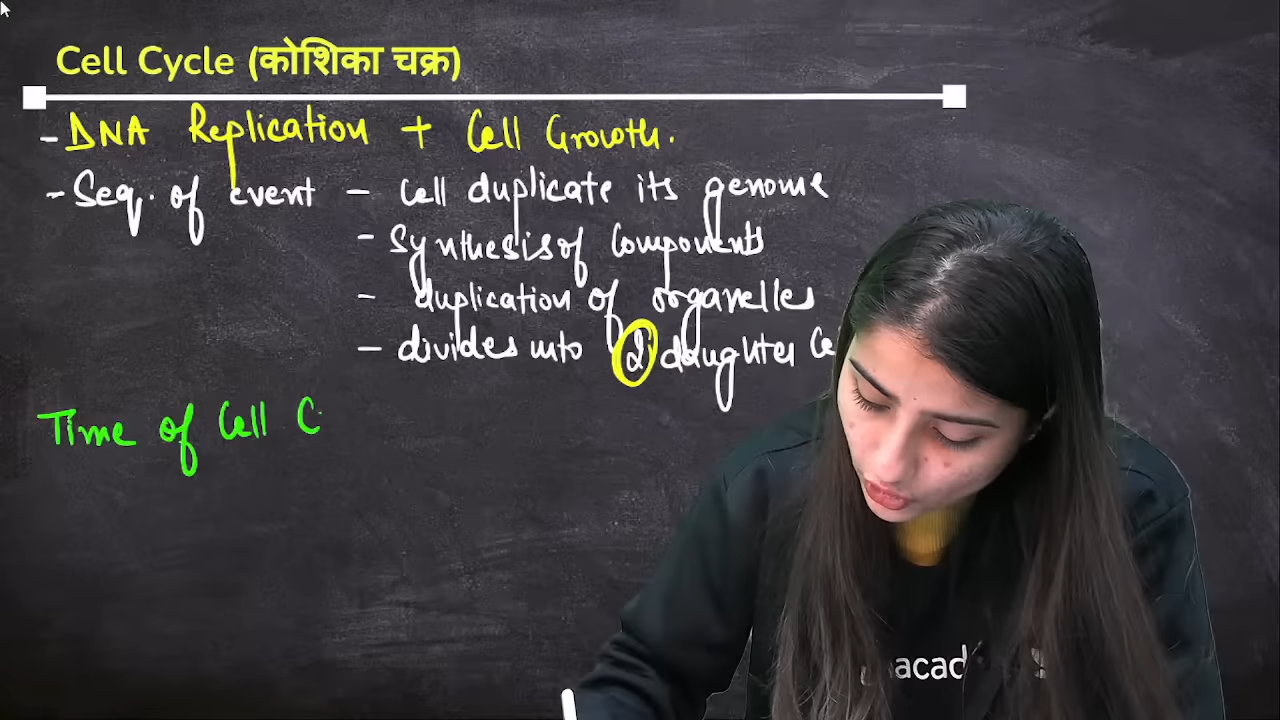 Cell Cycle (कोशिका चक्र)
- DNA Replication + Cell Growth.
- Seq. of event - Cell duplicate its genome
- Synthesis of Components
- duplication of organelles
- divides into 2 daughter Ce
Time of Cell C